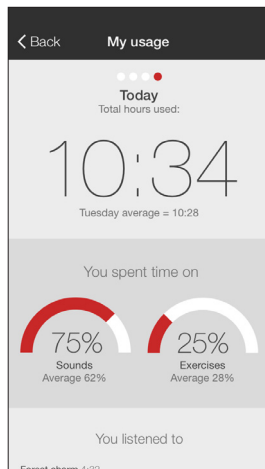 Back
My usage
Today
Total hours used:
10:34
Tuesday average = 10:28
You spent time on
75%
Sounds
Average 62%
25%
Exercises
Average 28%
You listened to